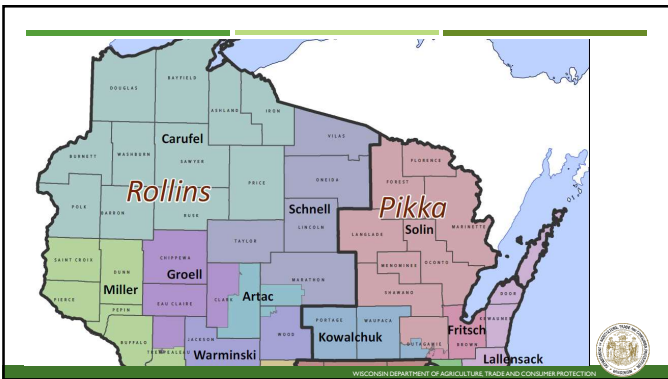 DOUGLAS
BAYFIELD
ASHLAND
IRON
VILAS
Carufel
BURNETT
WASHBURN
SAWYER
FLORENCE
FOREST
ONEIDA
PRICE
Rollins
Pikka
Schnell
POLK
BARRON
RUSK
LINCOLN
LANGLADE
Solin
MARINETTE
TAYLOR
SAINT CROIX
DUNN
CHIPPEWA
Groell
MENOMINEE
OCONTO
MARATHON
Miller
Artac
SHAWANO
DOOR
PIERCE
PEPIN
EAU CLAIRE
CLARK
PORTAGE
WAUPACA
KEWAUNEE
BUFFALO
TREMPEALEAU
JACKSON
WOOD
Kowalchuk
OUTAGAMIE
Fritsch
BROWN
Warminski
Lallensack
WISCONSIN DEPARTMENT OF AGRICULTURE, TRADE AND CONSUMER PROTECTION